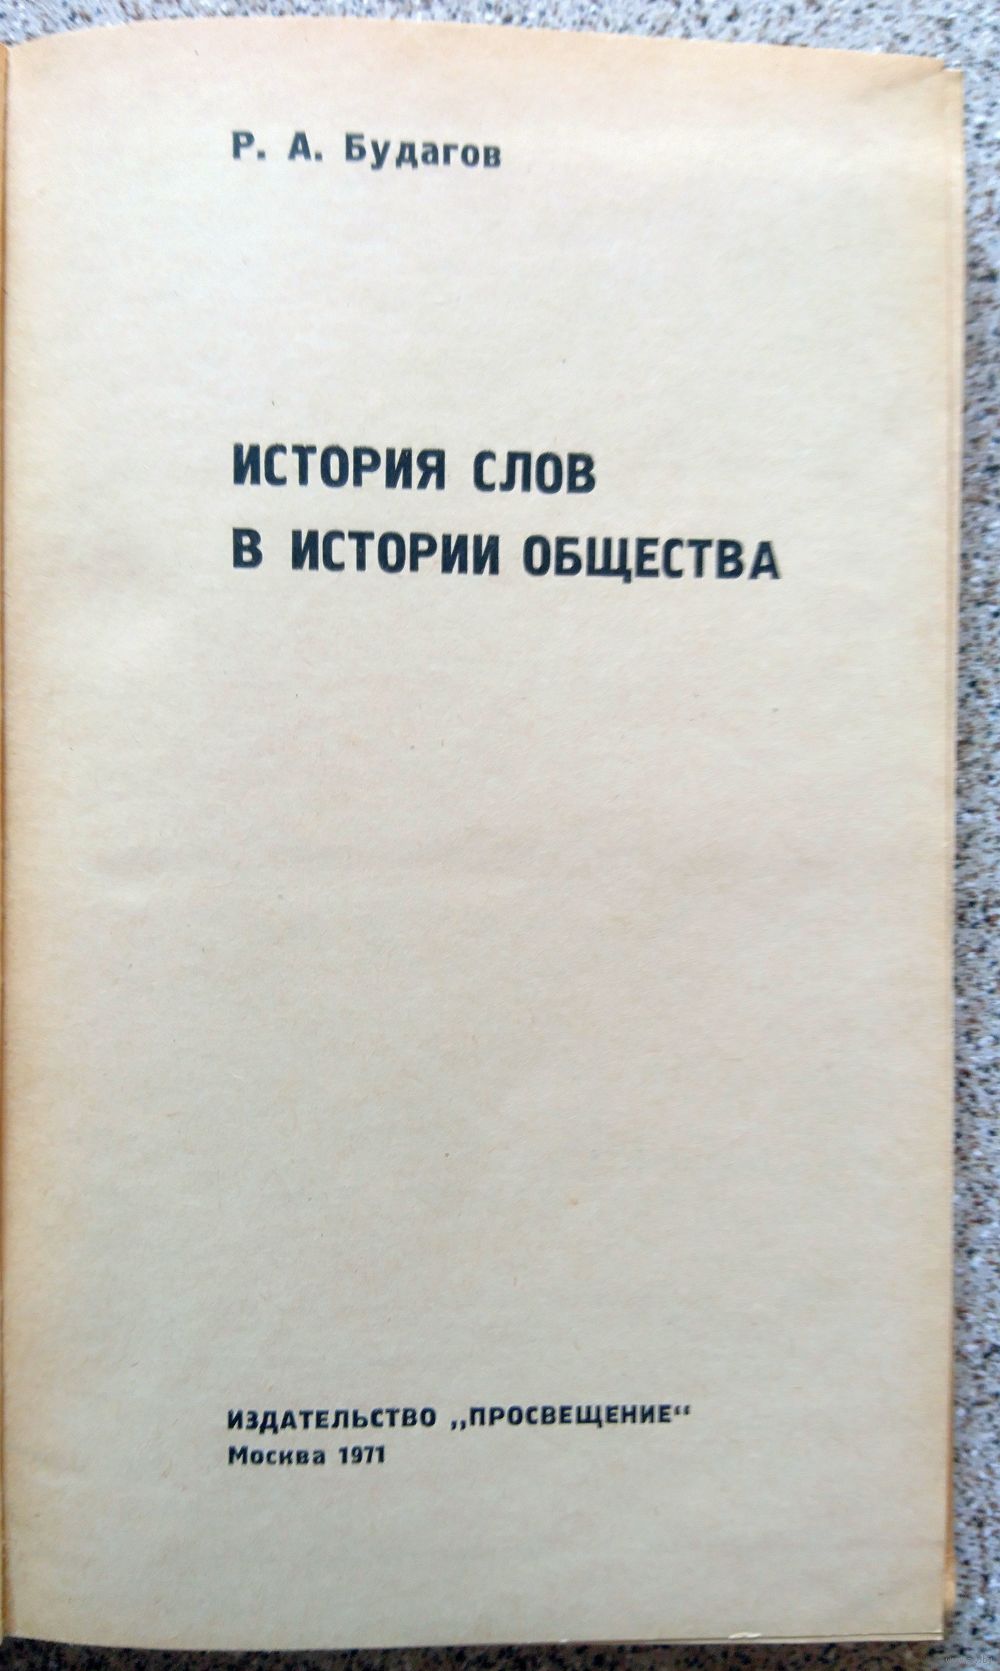 Р. А. Будагов
ИСТОРИЯ СЛОВ
В ИСТОРИИ ОБЩЕСТВА
ИЗДАТЕЛЬСТВО „ПРОСВЕЩЕНИЕ“
Москва 1971